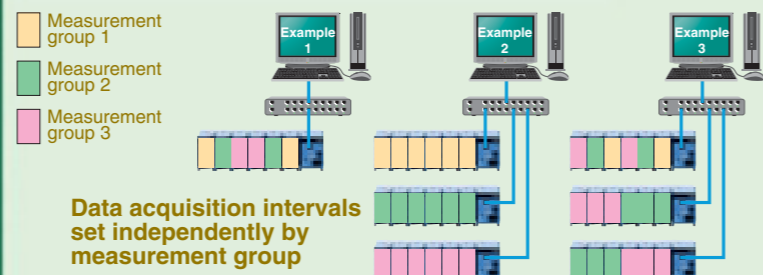 Measurement
group 1
Measurement
group 2
Measurement
group 3
Example
1
Example
2
Example
3
Data acquisition intervals
set independently by
measurement group